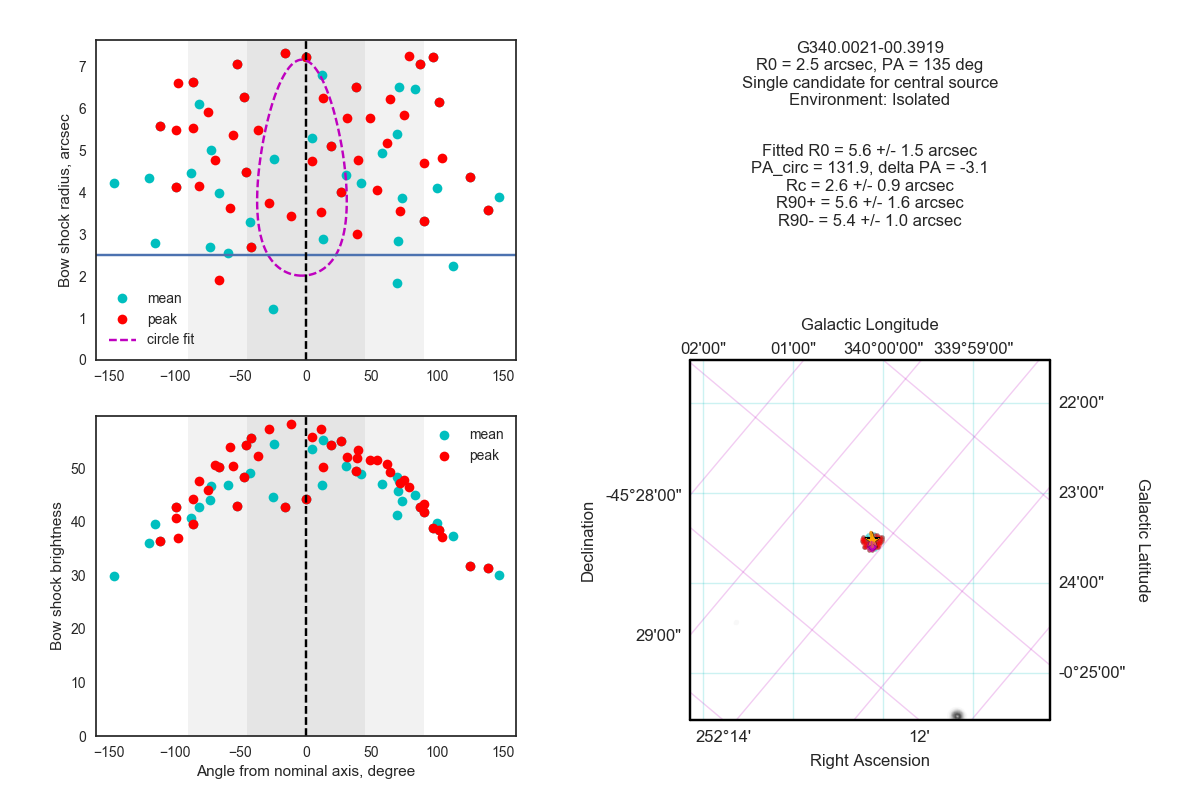 G340.0021-00.3919
R0 = 2.5 arcsec, PA = 135 deg
Single candidate for central source
Environment: Isolated
Fitted R0 = 5.6 +/- 1.5 arcsec
PA_circ = 131.9, delta PA = -3.1
Rc = 2.6 +/- 0.9 arcsec
R90+ = 5.6 +/- 1.6 arcsec
R90- = 5.4 +/- 1.0 arcsec
Bow shock radius, arcsec
7
6
5
4
3
2
1
0
mean
peak
circle fit
−150 −100 −50 0 50 100 150
Bow shock brightness
50
40
30
20
10
0
mean
peak
−150 −100 −50 0 50 100 150
Angle from nominal axis, degree
Galactic Longitude
02'00" 01'00" 340°00'00" 339°59'00"
22'00"
23'00"
24'00"
-0°25'00"
Galactic Latitude
-45°28'00"
29'00"
Declination
252°14' 12'
Right Ascension